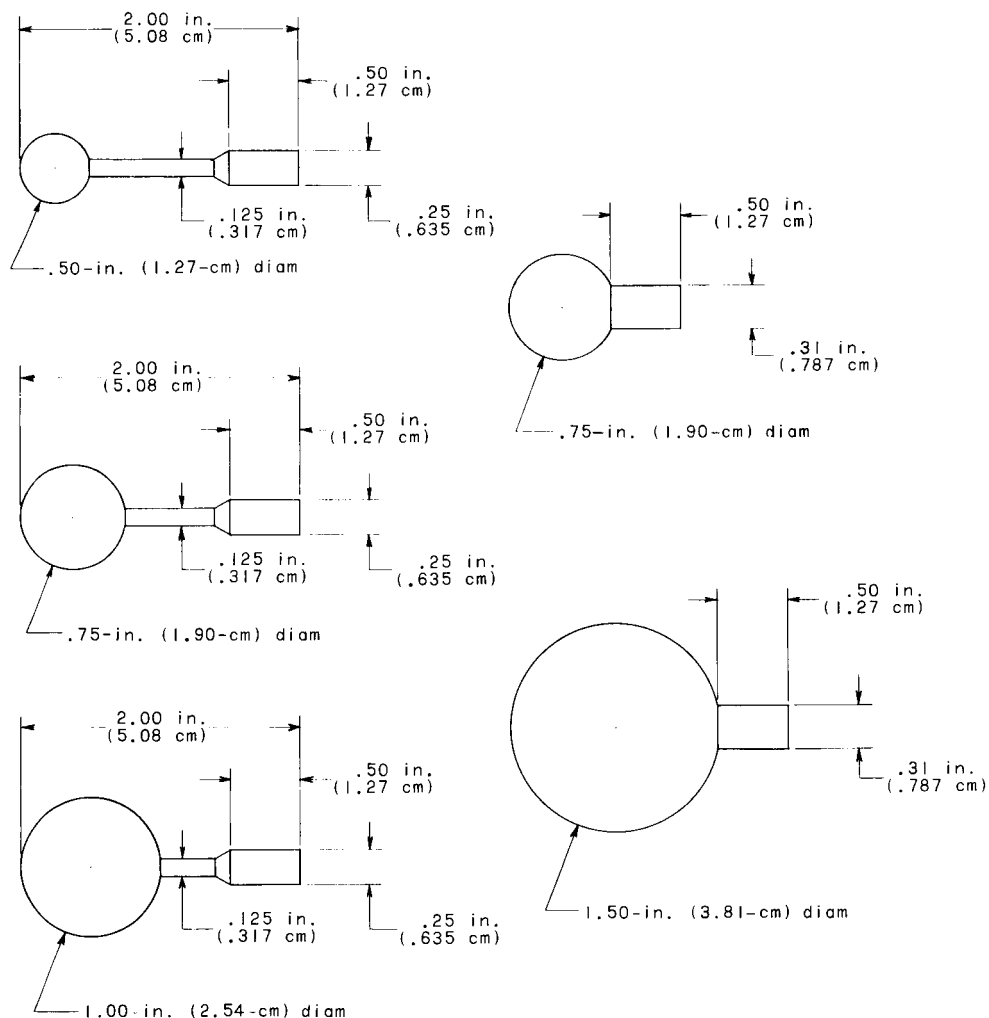 2.00 in.
(5.08 cm)
.50 in.
(1.27 cm)
.125 in.
(.317 cm)
.25 in.
(.635 cm)
.50-in. (1.27-cm) diam
.50 in.
(1.27 cm)
.31 in.
(.787 cm)
.75-in. (1.90-cm) diam
2.00 in.
(5.08 cm)
.50 in.
(1.27 cm)
.125 in.
(.317 cm)
.25 in.
(.635 cm)
.75-in. (1.90-cm) diam
.50 in.
(1.27 cm)
.31 in.
(.787 cm)
1.50-in. (3.81-cm) diam
2.00 in.
(5.08 cm)
.50 in.
(1.27 cm)
.125 in.
(.317 cm)
.25 in.
(.635 cm)
1.00-in. (2.54-cm) diam